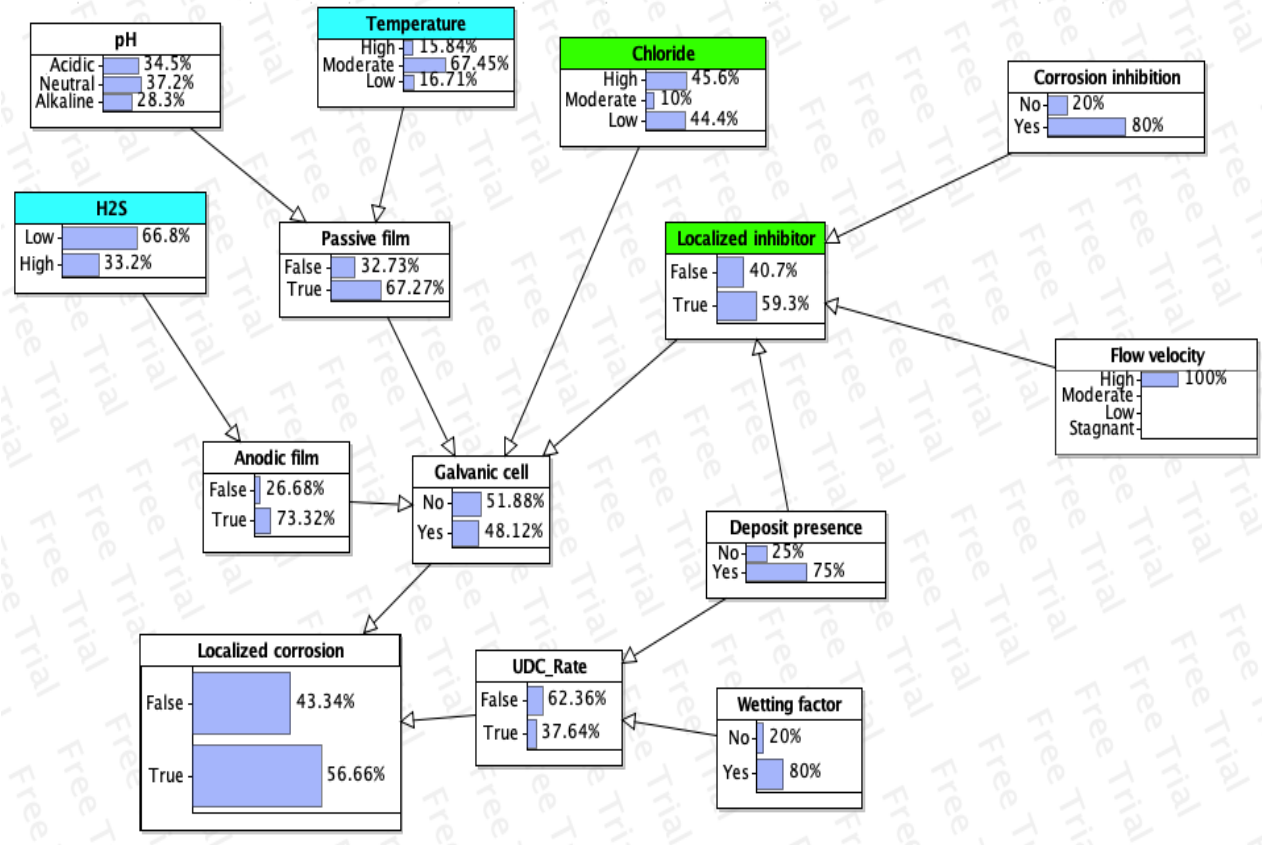 pH
Acidic 34.5%
Neutral 37.2%
Alkaline 28.3%
Temperature
High 15.84%
Moderate 67.45%
Low 16.71%
Chloride
High 45.6%
Moderate 10%
Low 44.4%
Corrosion inhibition
No 20%
Yes 80%
H2S
Low 66.8%
High 33.2%
Passive film
False 32.73%
True 67.27%
Localized inhibitor
False 40.7%
True 59.3%
Flow velocity
High 100%
Moderate
Low
Stagnant
Anodic film
False 26.68%
True 73.32%
Galvanic cell
No 51.88%
Yes 48.12%
Deposit presence
No 25%
Yes 75%
Localized corrosion
False 43.34%
True 56.66%
UDC_Rate
False 62.36%
True 37.64%
Wetting factor
No 20%
Yes 80%
Free Trial